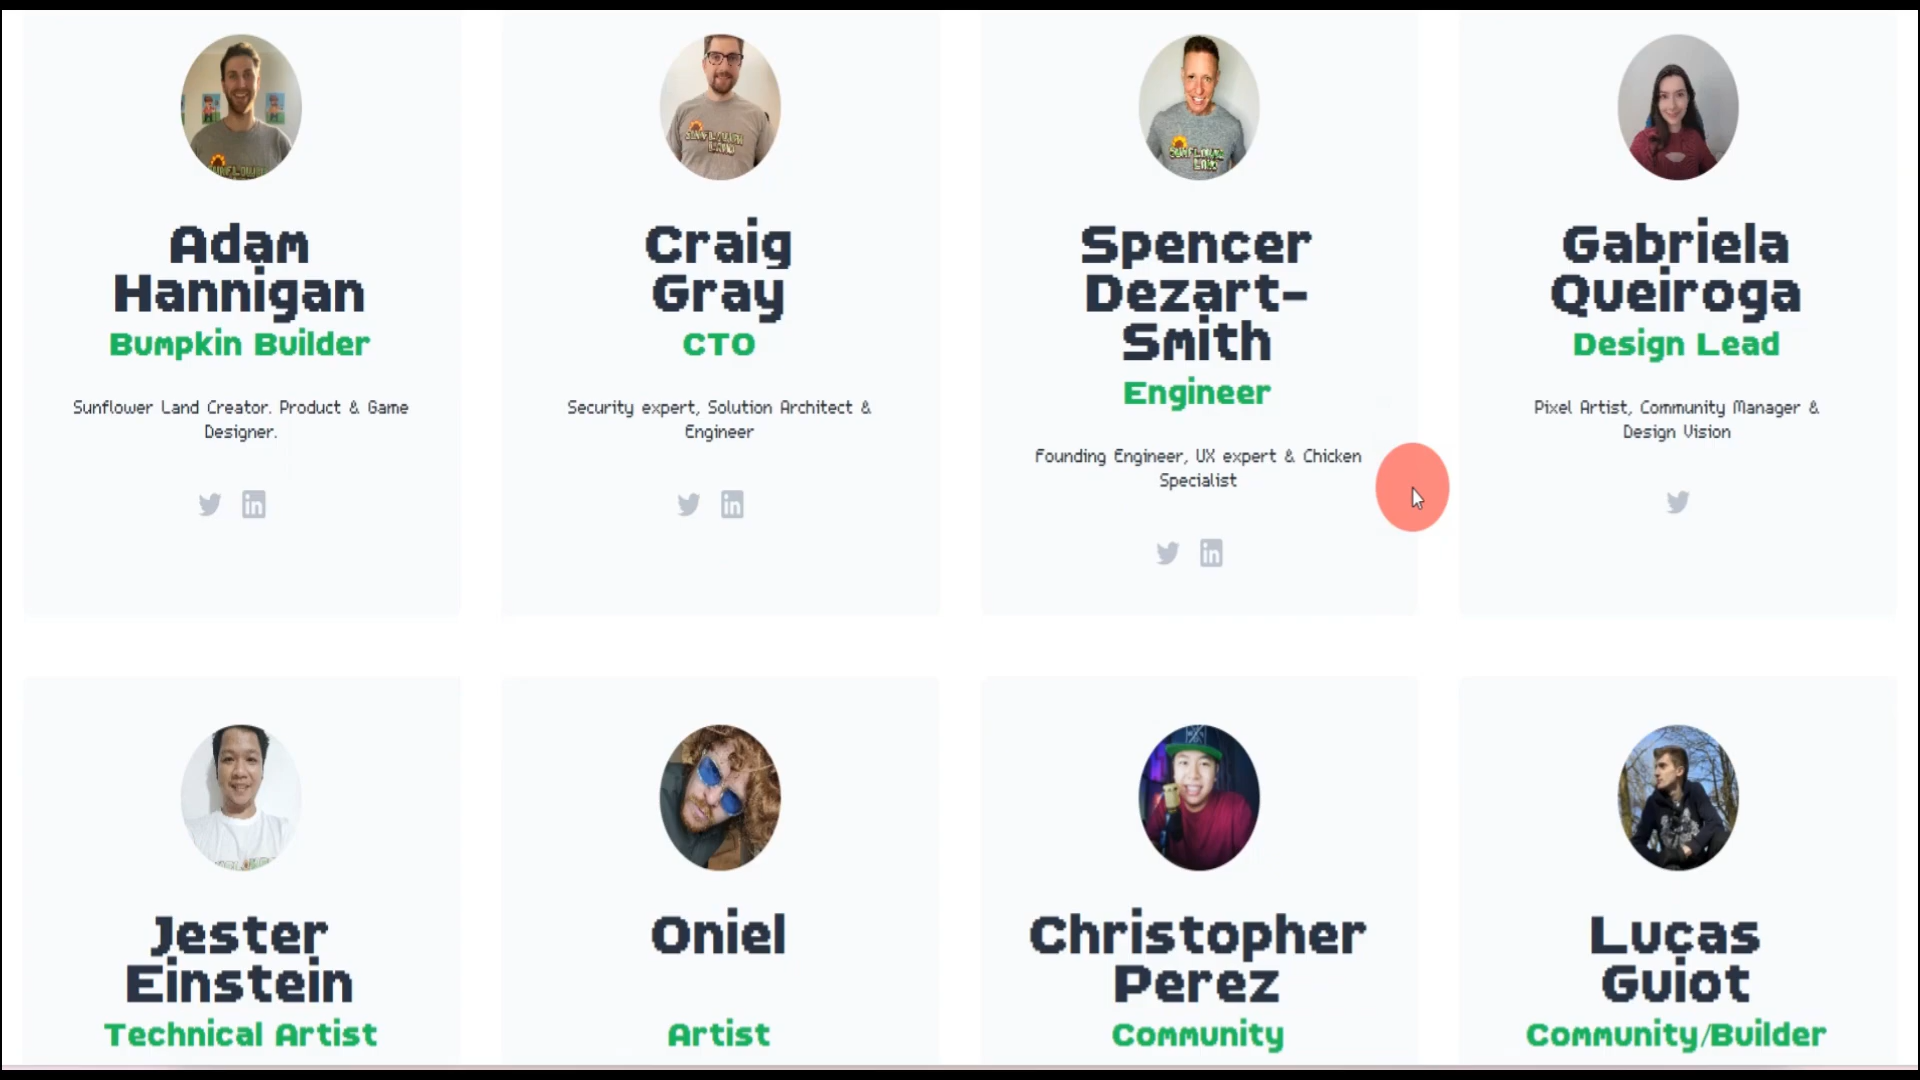 Adam
Hannigan
Bumpkin Builder
Sunflower Land Creator. Product & Game
Designer.
Craig
Gray
CTO
Security expert, Solution Architect &
Engineer
SUNFLOWER
LAND
Spencer
Dezart-
Smith
Engineer
Founding Engineer, UX expert & Chicken
Specialist
Gabriela
Queiroga
Design Lead
Pixel Artist, Community Manager &
Design Vision
Jester
Einstein
Technical Artist
Oniel
Artist
Christopher
Perez
Community
Lucas
Guiot
Community/Builder